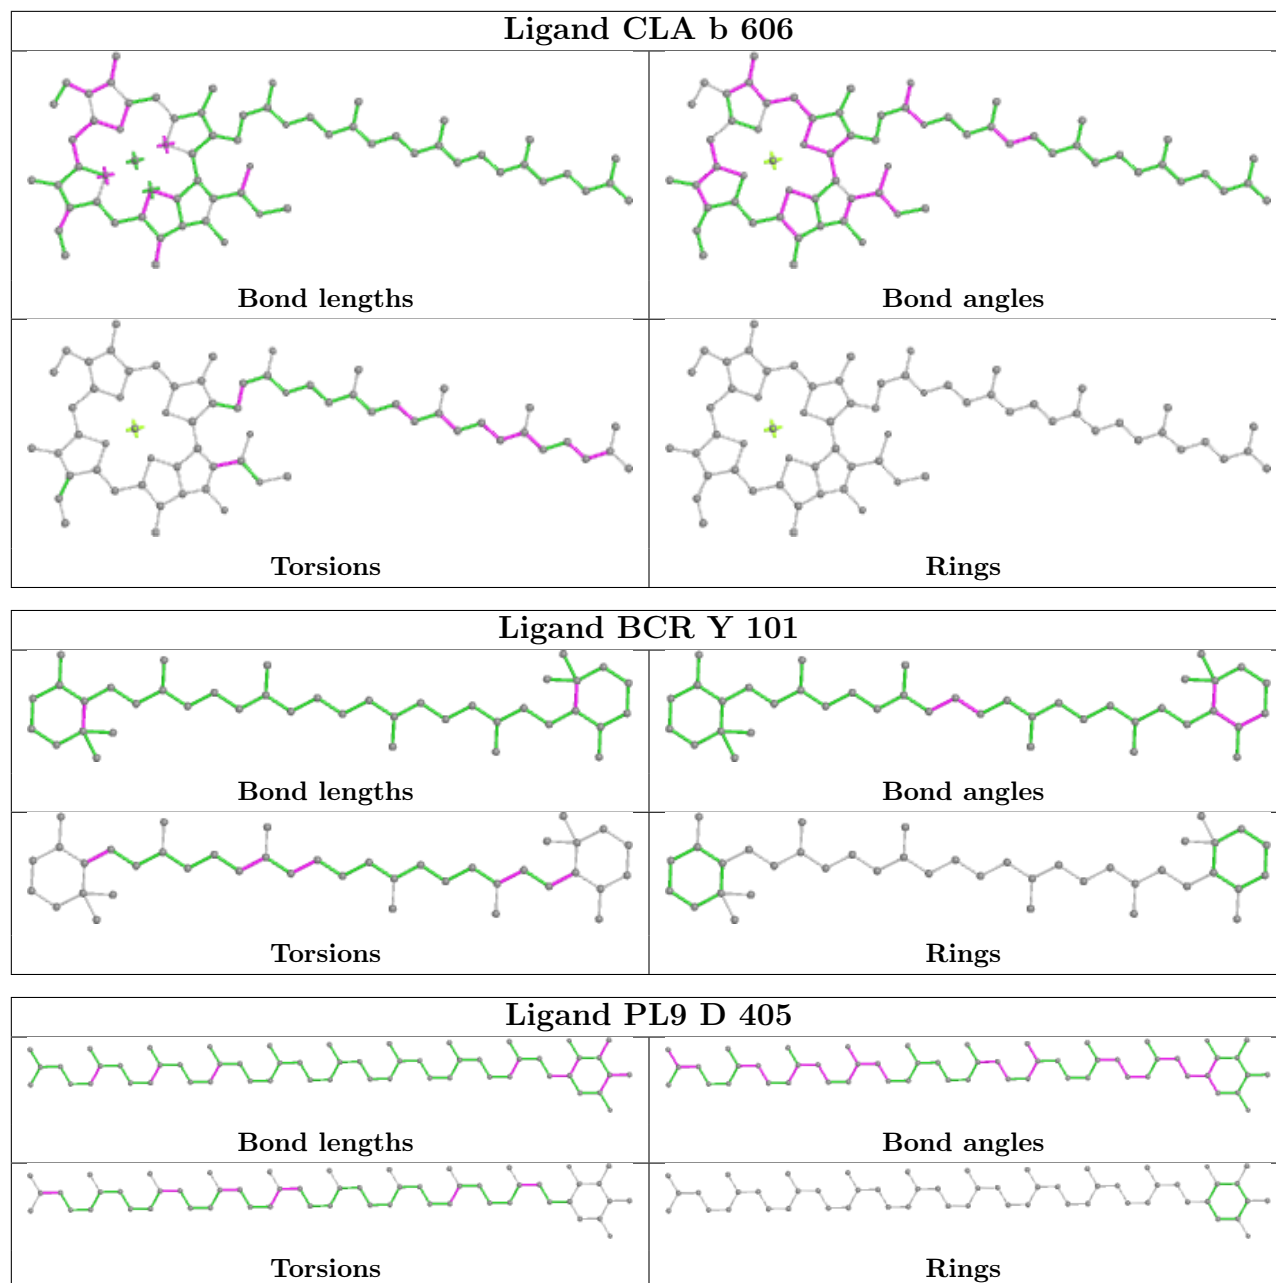 Ligand CLA b 606
Bond lengths
Bond angles
Torsions
Rings
Ligand BCR Y 101
Bond lengths
Bond angles
Torsions
Rings
Ligand PL9 D 405
Bond lengths
Bond angles
Torsions
Rings